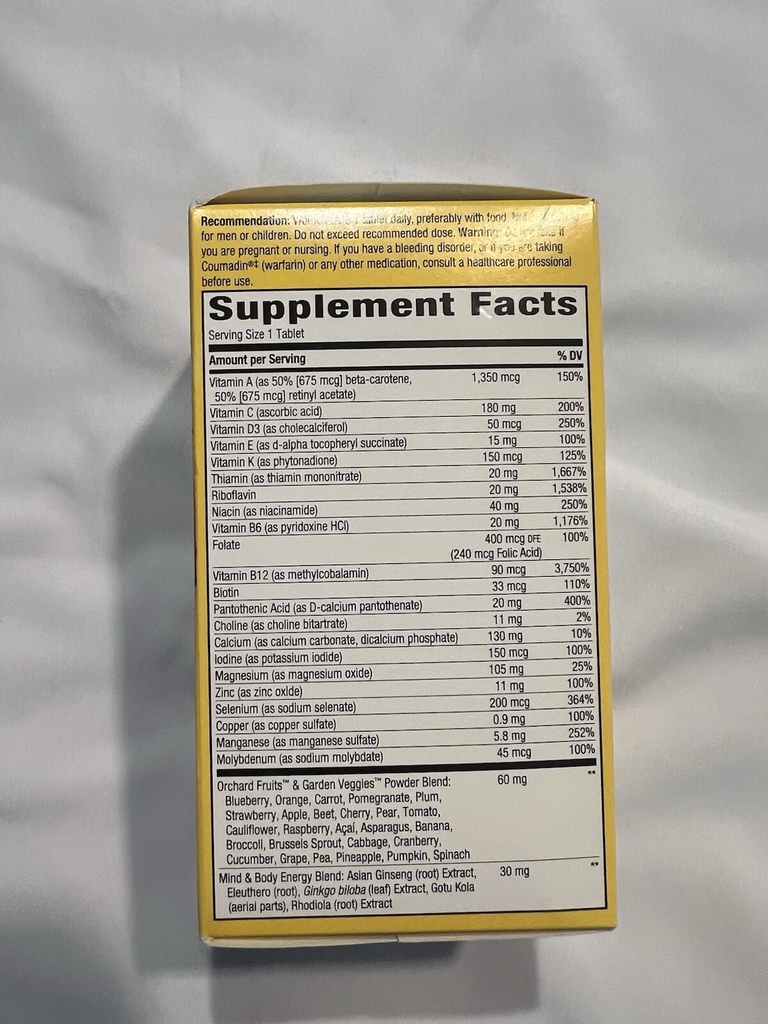 Recommendation: tablet daily, preferably with food.
for men or children. Do not exceed recommended dose. Warning: if
you are pregnant or nursing. If you have a bleeding disorder, or if you are taking
Coumadin®‡ (warfarin) or any other medication, consult a healthcare professional
before use.
Supplement Facts
Serving Size 1 Tablet
Amount per Serving % DV
Vitamin A (as 50% [675 mcg] beta-carotene, 1,350 mcg 150%
50% [675 mcg] retinyl acetate)
Vitamin C (ascorbic acid) 180 mg 200%
Vitamin D3 (as cholecalciferol) 50 mcg 250%
Vitamin E (as d-alpha tocopheryl succinate) 15 mg 100%
Vitamin K (as phytonadione) 150 mcg 125%
Thiamin (as thiamin mononitrate) 20 mg 1,667%
Riboflavin 20 mg 1,538%
Niacin (as niacinamide) 40 mg 250%
Vitamin B6 (as pyridoxine HCl) 20 mg 1,176%
Folate 400 mcg DFE 100%
(240 mcg Folic Acid)
Vitamin B12 (as methylcobalamin) 90 mcg 3,750%
Biotin 33 mcg 110%
Pantothenic Acid (as D-calcium pantothenate) 20 mg 400%
Choline (as choline bitartrate) 11 mg 2%
Calcium (as calcium carbonate, dicalcium phosphate) 130 mg 10%
Iodine (as potassium iodide) 150 mcg 100%
Magnesium (as magnesium oxide) 105 mg 25%
Zinc (as zinc oxide) 11 mg 100%
Selenium (as sodium selenate) 200 mcg 364%
Copper (as copper sulfate) 0.9 mg 100%
Manganese (as manganese sulfate) 5.8 mg 252%
Molybdenum (as sodium molybdate) 45 mcg 100%
Orchard Fruits™ & Garden Veggies™ Powder Blend: 60 mg **
Blueberry, Orange, Carrot, Pomegranate, Plum,
Strawberry, Apple, Beet, Cherry, Pear, Tomato,
Cauliflower, Raspberry, Açaí, Asparagus, Banana,
Broccoli, Brussels Sprout, Cabbage, Cranberry,
Cucumber, Grape, Pea, Pineapple, Pumpkin, Spinach
Mind & Body Energy Blend: Asian Ginseng (root) Extract, 30 mg **
Eleuthero (root), Ginkgo biloba (leaf) Extract, Gotu Kola
(aerial parts), Rhodiola (root) Extract